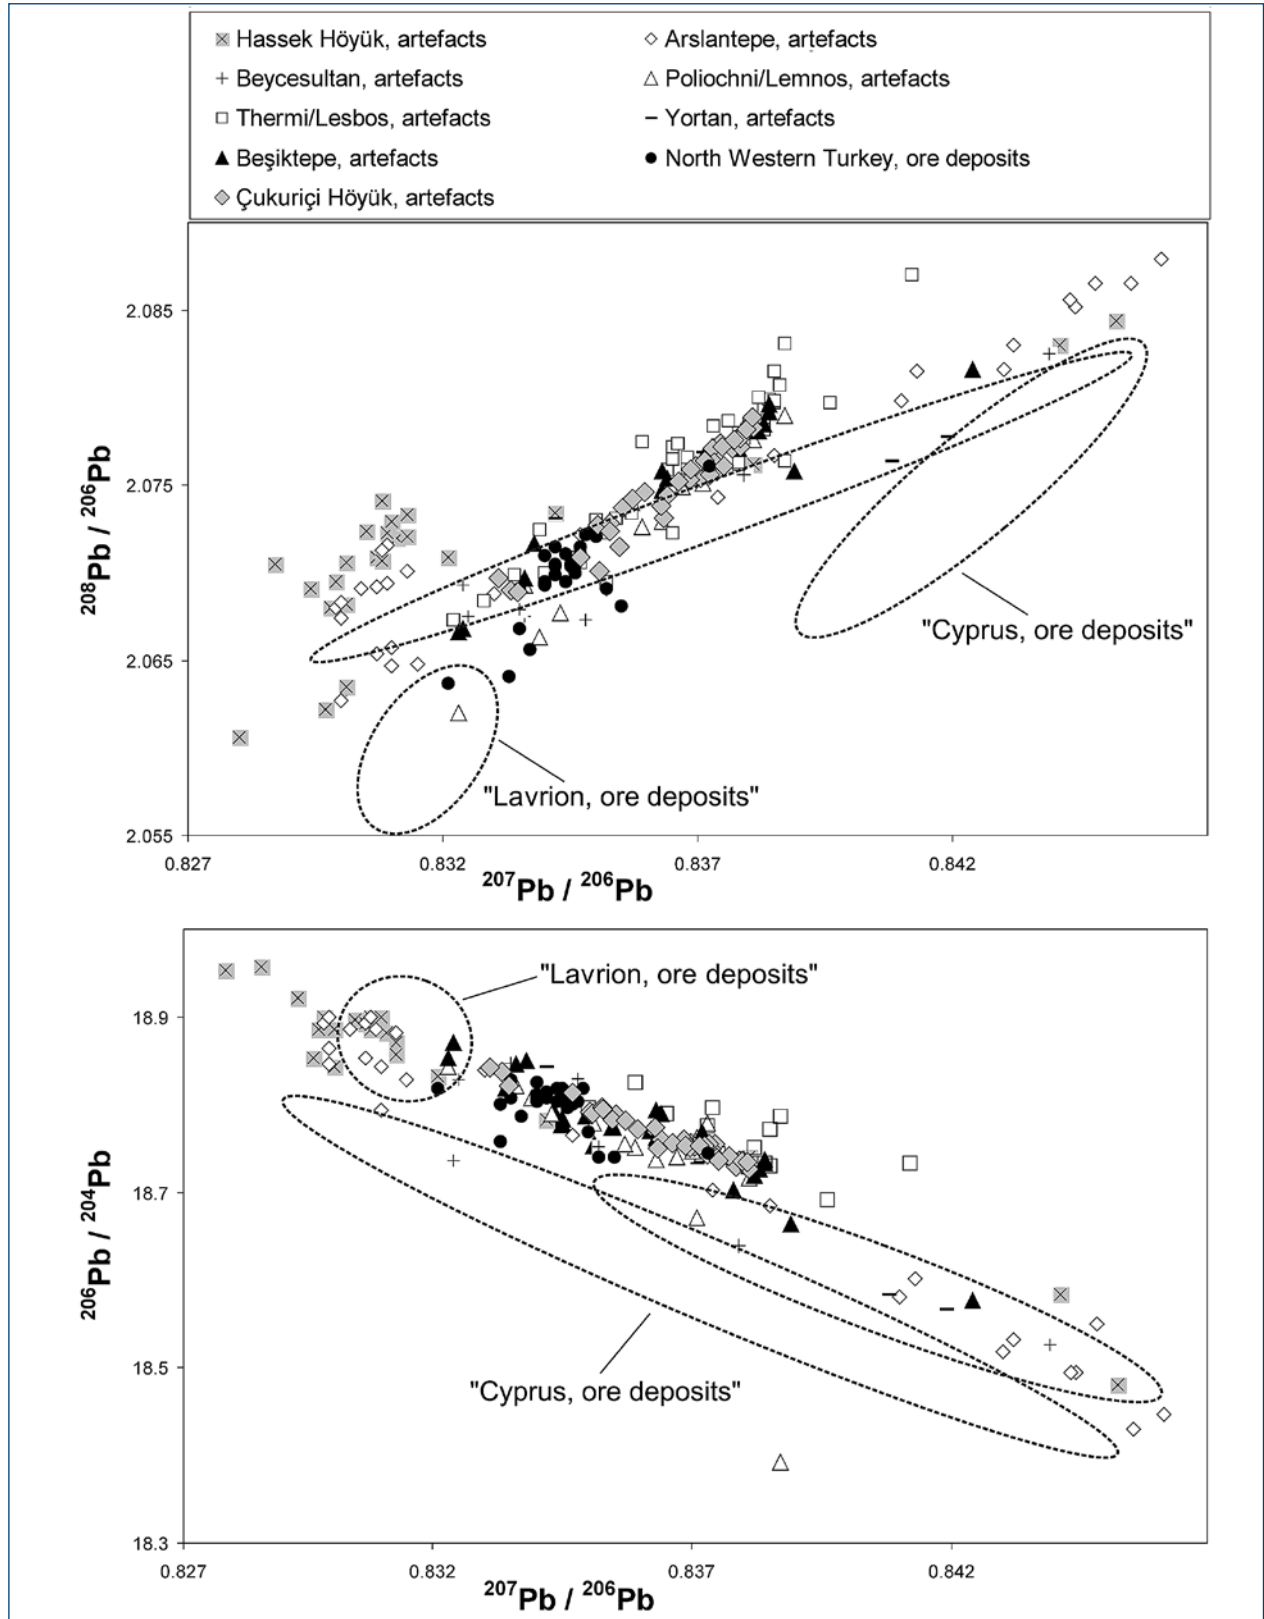 Hassek Höyük, artefacts
Arslantepe, artefacts
Beycesultan, artefacts
Poliochni/Lemnos, artefacts
Thermi/Lesbos, artefacts
Yortan, artefacts
Beşiktepe, artefacts
North Western Turkey, ore deposits
Çukuriçi Höyük, artefacts
2.085
2.075
2.065
2.055
²⁰⁸Pb / ²⁰⁶Pb
"Cyprus, ore deposits"
"Lavrion, ore deposits"
0.827
0.832
0.837
0.842
²⁰⁷Pb / ²⁰⁶Pb
"Lavrion, ore deposits"
18.9
18.7
18.5
18.3
²⁰⁶Pb / ²⁰⁴Pb
"Cyprus, ore deposits"
0.827
0.832
0.837
0.842
²⁰⁷Pb / ²⁰⁶Pb